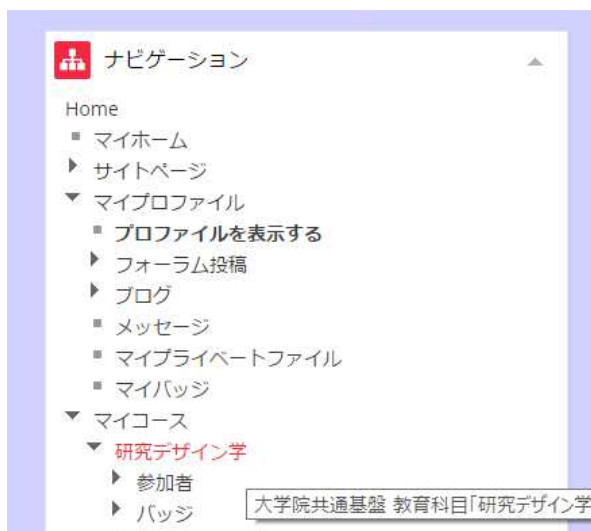 ナビゲーション
Home
マイホーム
サイトページ
マイプロファイル
プロファイルを表示する
フォーラム投稿
ブログ
メッセージ
マイプライベートファイル
マイバッジ
マイコース
研究デザイン学
参加者
バッジ
大学院共通基盤 教育科目「研究デザイン学